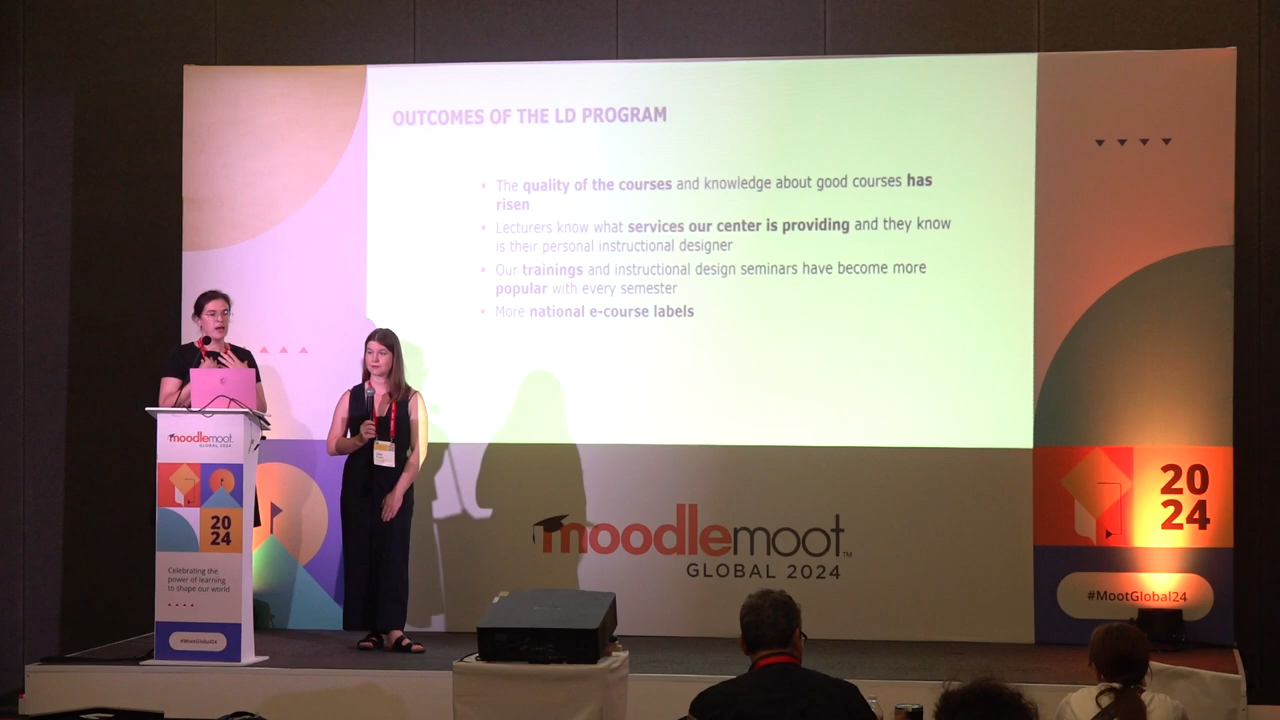 OUTCOMES OF THE LD PROGRAM
▪ The quality of the courses and knowledge about good courses has
risen
▪ Lecturers know what services our center is providing and they know
is their personal instructional designer
▪ Our trainings and instructional design seminars have become more
popular with every semester
▪ More national e-course labels
moodlemoot
GLOBAL 2024
20
24
Celebrating the
power of learning
to shape our world
#MootGlobal24
moodlemoot™
GLOBAL 2024
20
24
#MootGlobal24